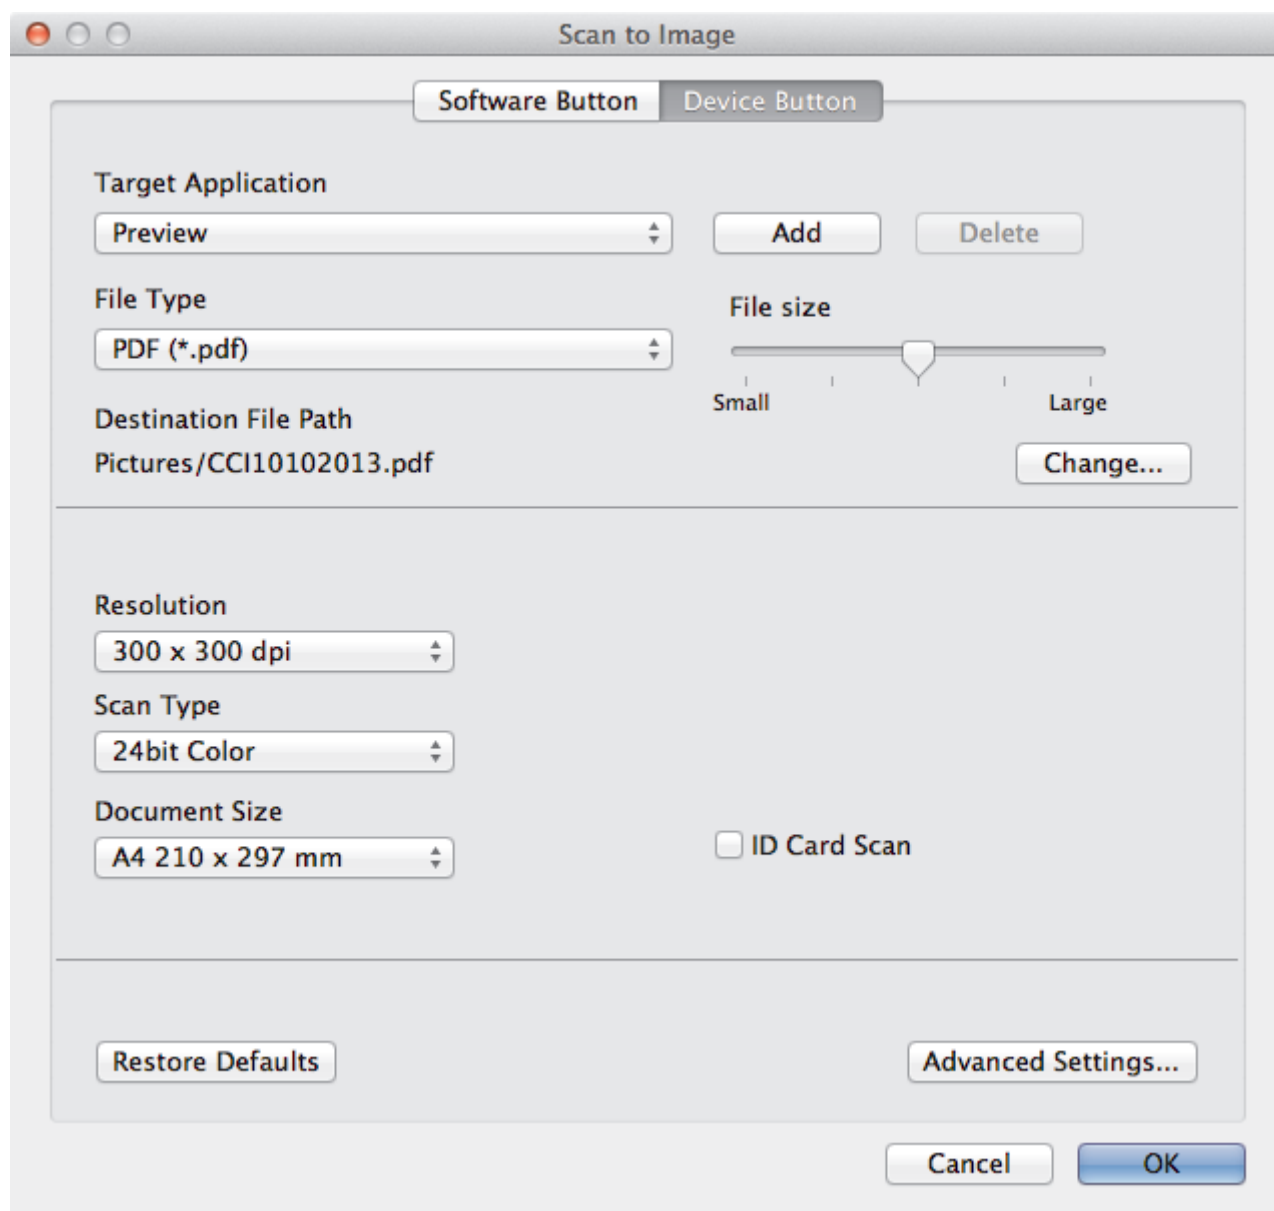 Scan to Image
Software Button Device Button
Target Application
Preview Add Delete
File Type
File size
PDF (*.pdf)
Small Large
Destination File Path
Pictures/CCI10102013.pdf Change...
Resolution
300 x 300 dpi
Scan Type
24bit Color
Document Size
A4 210 x 297 mm ID Card Scan
Restore Defaults Advanced Settings...
Cancel OK